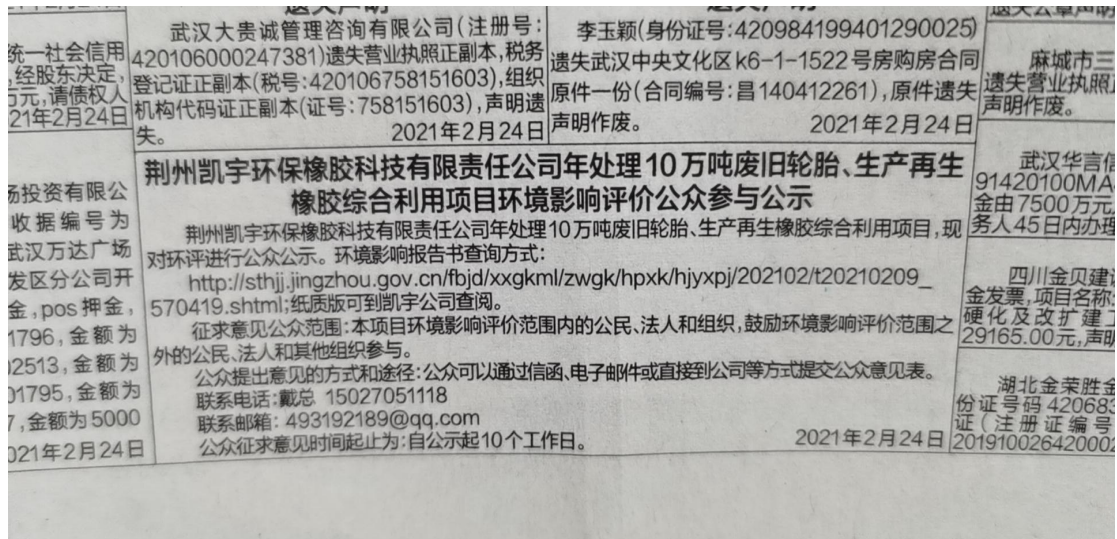 统一社会信用
,经股东决定,
万元,请债权人
021年2月24日
场投资有限公
收据编号为
武汉万达广场
发区分公司开
金,pos押金,
1796,金额为
02513,金额为
01795,金额为
7,金额为5000
021年2月24日
遗失声明
武汉大贵诚管理咨询有限公司(注册号:
420106000247381)遗失营业执照正副本,税务
登记证正副本(税号:420106758151603),组织
机构代码证正副本(证号:758151603),声明遗
失。 2021年2月24日
遗失声明
李玉颖(身份证号:420984199401290025)
遗失武汉中央文化区k6-1-1522号房购房合同
原件一份(合同编号:昌140412261),原件遗失
声明作废。 2021年2月24日
荆州凯宇环保橡胶科技有限责任公司年处理10万吨废旧轮胎、生产再生
橡胶综合利用项目环境影响评价公众参与公示
荆州凯宇环保橡胶科技有限责任公司年处理10万吨废旧轮胎、生产再生橡胶综合利用项目,现
对环评进行公众公示。环境影响报告书查询方式:
http://sthjj.jingzhou.gov.cn/fbjd/xxgkml/zwgk/hpxk/hjyxpj/202102/t20210209_
570419.shtml;纸质版可到凯宇公司查阅。
征求意见公众范围:本项目环境影响评价范围内的公民、法人和组织,鼓励环境影响评价范围之
外的公民、法人和其他组织参与。
公众提出意见的方式和途径:公众可以通过信函、电子邮件或直接到公司等方式提交公众意见表。
联系电话:戴总 15027051118
联系邮箱: 493192189@qq.com
公众征求意见时间起止为:自公示起10个工作日。 2021年2月24日
遗失公章声明
麻城市三
遗失营业执照正
声明作废。
武汉华言信
91420100MA
金由7500万元
务人45日内办理
四川金贝建
金发票,项目名称
硬化及改扩建工
29165.00元,声明
湖北金荣胜金
份证号码42068
证(注册证编号
20191002642000